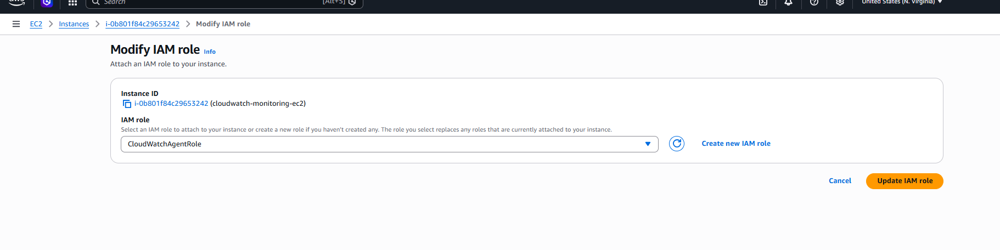 aws
Search
[Alt+S]
United States (N. Virginia)
EC2
Instances
i-0b801f84c29653242
Modify IAM role
Modify IAM role Info
Attach an IAM role to your instance.
Instance ID
i-0b801f84c29653242 (cloudwatch-monitoring-ec2)
IAM role
Select an IAM role to attach to your instance or create a new role if you haven't created any. The role you select replaces any roles that are currently attached to your instance.
CloudWatchAgentRole
Create new IAM role
Cancel
Update IAM role